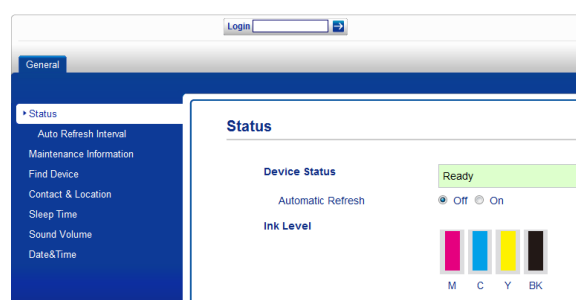 Login
General
Status
Auto Refresh Interval
Maintenance Information
Find Device
Contact & Location
Sleep Time
Sound Volume
Date&Time
Status
Device Status Ready
Automatic Refresh Off On
Ink Level
M C Y BK